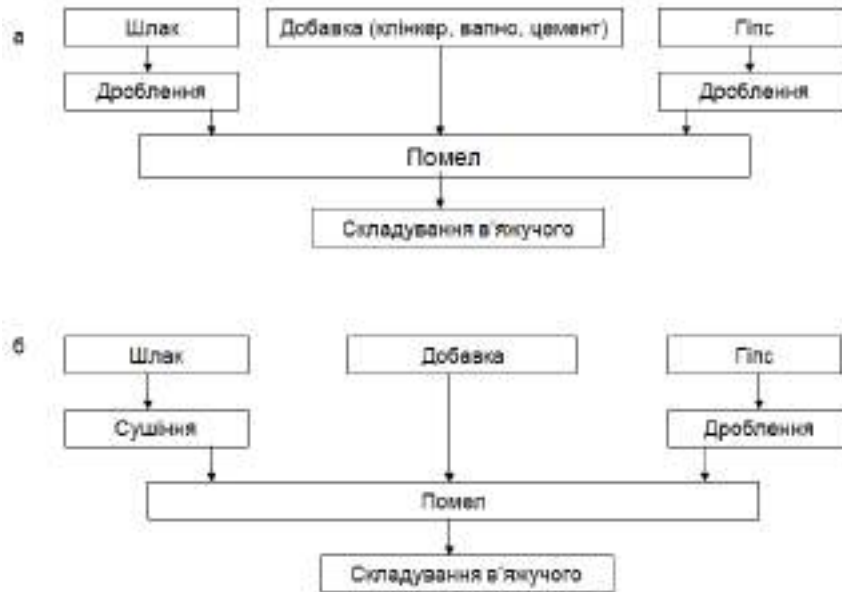 а
Шлак
Добавка (клінкер, вапно, цемент)
Гіпс
Дроблення
Дроблення
Помел
Складування в'яжучого
б
Шлак
Добавка
Гіпс
Сушіння
Дроблення
Помел
Складування в'яжучого